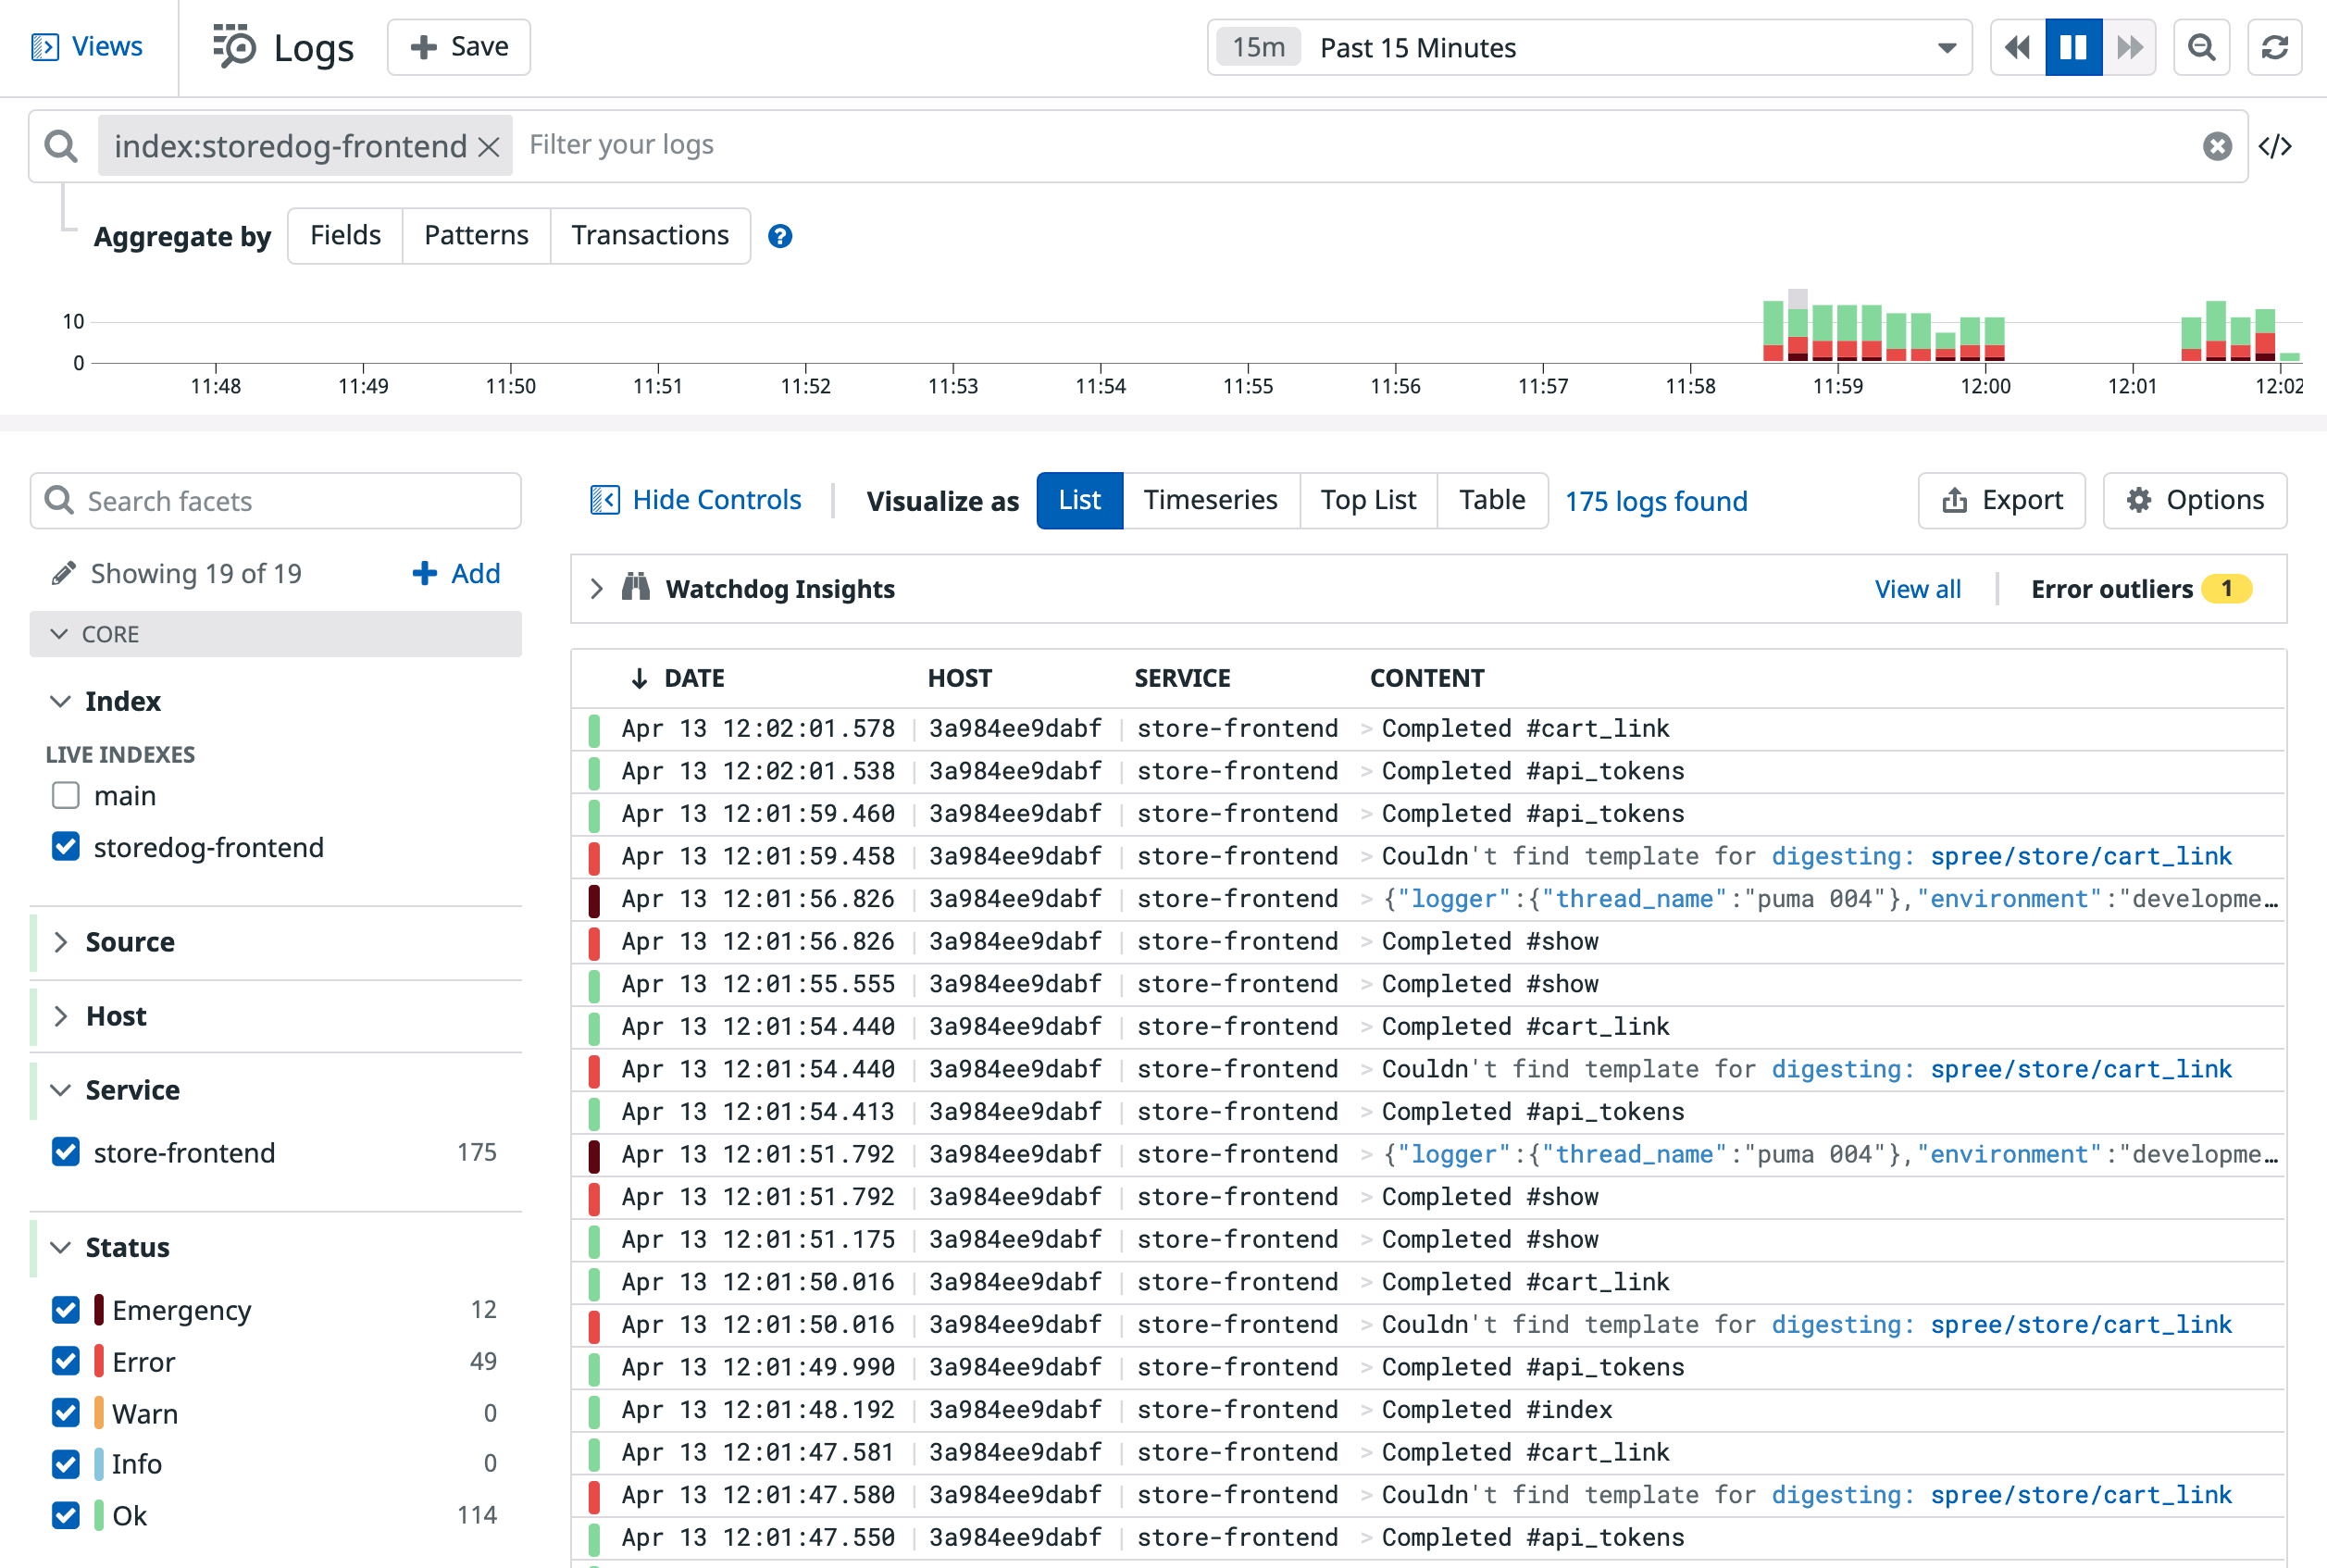 Views
Logs
Save
15m Past 15 Minutes
index:storedog-frontend Filter your logs
Aggregate by Fields Patterns Transactions
10
0
11:48 11:49 11:50 11:51 11:52 11:53 11:54 11:55 11:56 11:57 11:58 11:59 12:00 12:01 12:02
Search facets
Showing 19 of 19 Add
CORE
Index
LIVE INDEXES
main
storedog-frontend
Source
Host
Service
store-frontend 175
Status
Emergency 12
Error 49
Warn 0
Info 0
Ok 114
Hide Controls Visualize as List Timeseries Top List Table 175 logs found Export Options
Watchdog Insights View all Error outliers 1
DATE HOST SERVICE CONTENT
Apr 13 12:02:01.578 3a984ee9dabf store-frontend > Completed #cart_link
Apr 13 12:02:01.538 3a984ee9dabf store-frontend > Completed #api_tokens
Apr 13 12:01:59.460 3a984ee9dabf store-frontend > Completed #api_tokens
Apr 13 12:01:59.458 3a984ee9dabf store-frontend > Couldn't find template for digesting: spree/store/cart_link
Apr 13 12:01:56.826 3a984ee9dabf store-frontend > {"logger":{"thread_name":"puma 004"},"environment":"developme…
Apr 13 12:01:56.826 3a984ee9dabf store-frontend > Completed #show
Apr 13 12:01:55.555 3a984ee9dabf store-frontend > Completed #show
Apr 13 12:01:54.440 3a984ee9dabf store-frontend > Completed #cart_link
Apr 13 12:01:54.440 3a984ee9dabf store-frontend > Couldn't find template for digesting: spree/store/cart_link
Apr 13 12:01:54.413 3a984ee9dabf store-frontend > Completed #api_tokens
Apr 13 12:01:51.792 3a984ee9dabf store-frontend > {"logger":{"thread_name":"puma 004"},"environment":"developme…
Apr 13 12:01:51.792 3a984ee9dabf store-frontend > Completed #show
Apr 13 12:01:51.175 3a984ee9dabf store-frontend > Completed #show
Apr 13 12:01:50.016 3a984ee9dabf store-frontend > Completed #cart_link
Apr 13 12:01:50.016 3a984ee9dabf store-frontend > Couldn't find template for digesting: spree/store/cart_link
Apr 13 12:01:49.990 3a984ee9dabf store-frontend > Completed #api_tokens
Apr 13 12:01:48.192 3a984ee9dabf store-frontend > Completed #index
Apr 13 12:01:47.581 3a984ee9dabf store-frontend > Completed #cart_link
Apr 13 12:01:47.580 3a984ee9dabf store-frontend > Couldn't find template for digesting: spree/store/cart_link
Apr 13 12:01:47.550 3a984ee9dabf store-frontend > Completed #api_tokens